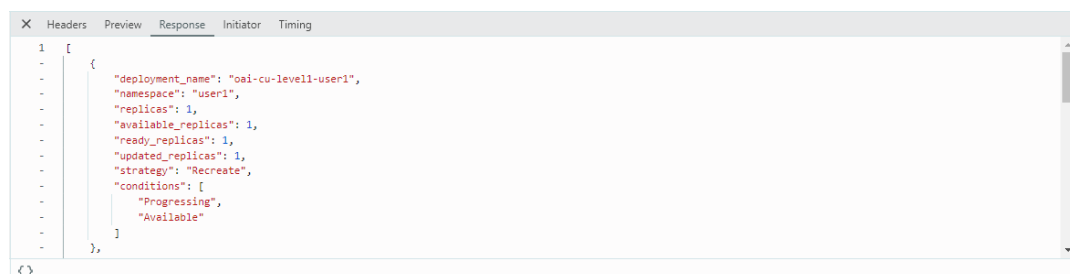 × Headers Preview Response Initiator Timing
1 [
- {
- "deployment_name": "oai-cu-level1-user1",
- "namespace": "user1",
- "replicas": 1,
- "available_replicas": 1,
- "ready_replicas": 1,
- "updated_replicas": 1,
- "strategy": "Recreate",
- "conditions": [
- "Progressing",
- "Available"
- ]
- },
{}